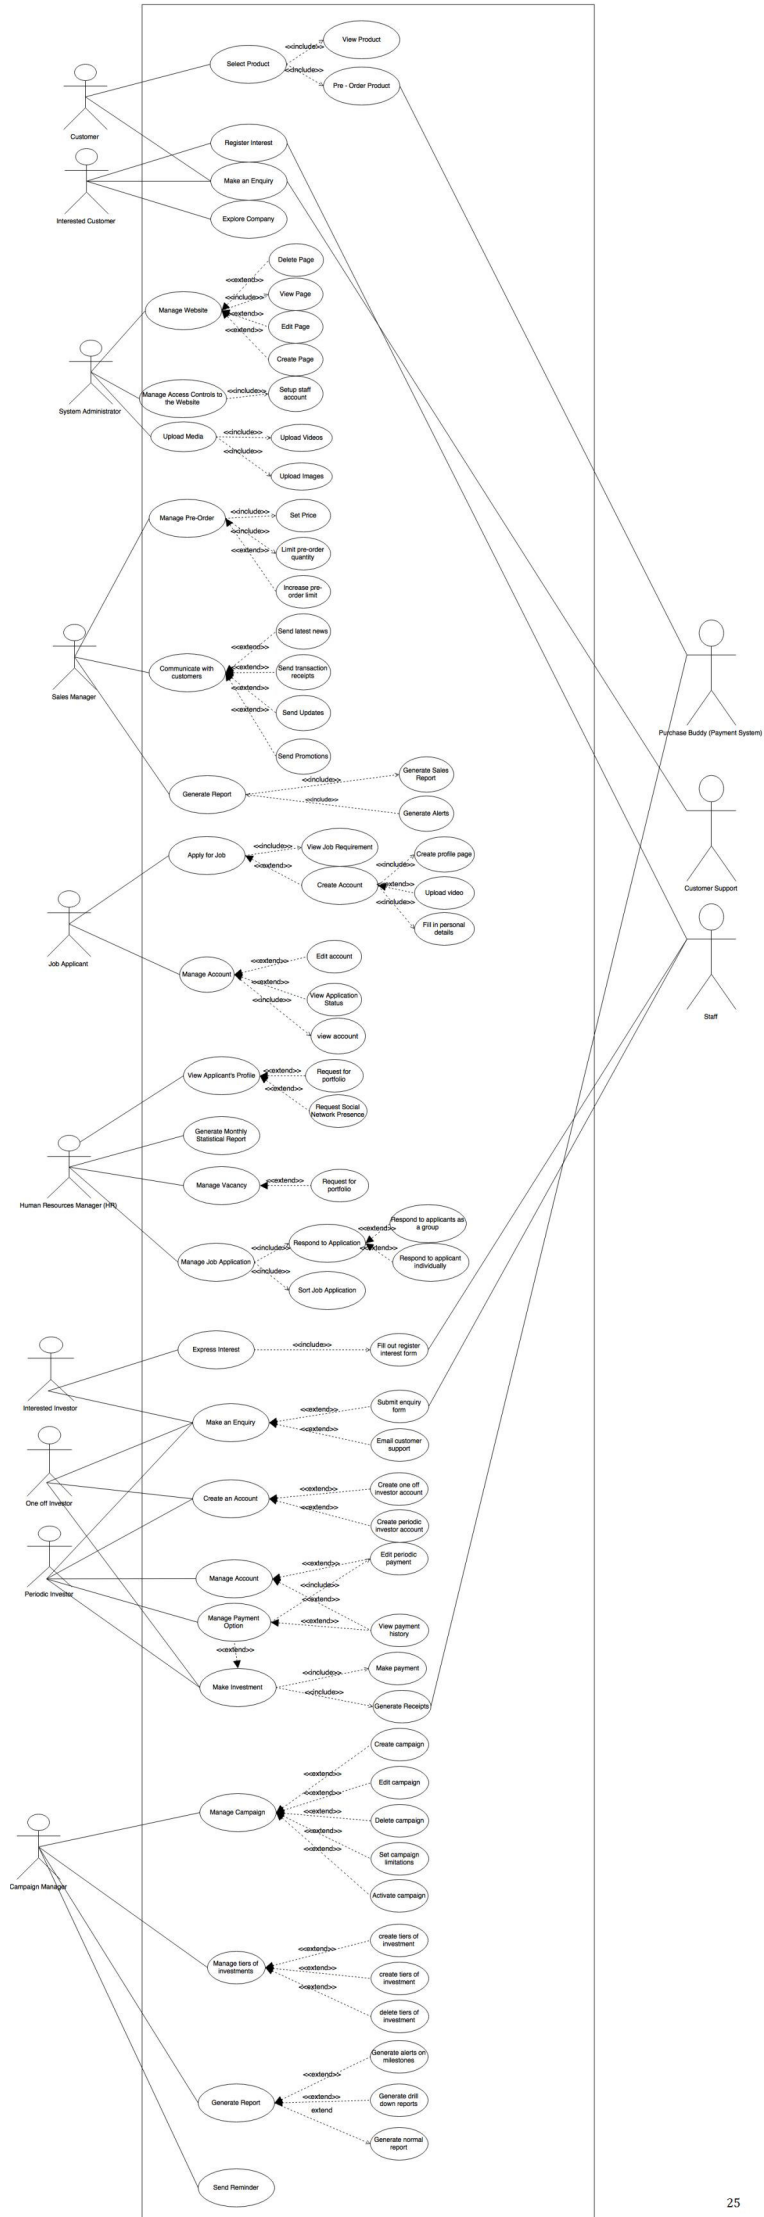 View Product
<<include>>
Select Product
<<include>>
Pre - Order Product
Customer
Register Interest
Make an Enquiry
Interested Customer
Explore Company
Delete Page
<<extend>>
View Page
<<include>>
Manage Website
<<extend>>
Edit Page
<<extend>>
Create Page
Manage Access Controls to
the Website
<<include>>
Setup staff
account
System Administrator
Upload Media
<<include>>
Upload Videos
<<include>>
Upload Images
Manage Pre-Order
<<include>>
Set Price
<<include>>
<<extend>>
Limit pre-order
quantity
Increase pre-
order limit
Send latest news
<<extend>>
Communicate with
customers
<<extend>>
Send transaction
receipts
<<extend>>
Sales Manager
<<extend>>
Send Updates
Purchase Buddy (Payment System)
Send Promotions
Generate Sales
Report
<<include>>
Generate Report
<<include>>
Generate Alerts
Apply for Job
<<include>>
View Job Requirement
<<extend>>
Create profile page
<<include>>
Create Account
<<extend>>
Upload video
<<include>>
Customer Support
Fill in personal
details
Edit account
<<extend>>
Job Applicant
Manage Account
<<extend>>
View Application
Status
<<include>>
view account
Staff
View Applicant's Profile
<<extend>>
Request for
portfolio
<<extend>>
Request Social
Network Presence
Generate Monthly
Statistical Report
Manage Vacancy
<<extend>>
Request for
portfolio
Human Resources Manager (HR)
Respond to applicants as
a group
<<extend>>
Respond to Application
<<include>>
<<extend>>
Manage Job Application
Respond to applicant
individually
<<include>>
Sort Job Application
Express Interest
<<include>>
Fill out register
interest form
Interested Investor
Submit enquiry
form
<<extend>>
Make an Enquiry
<<extend>>
Email customer
support
One off Investor
Create one off
investor account
<<extend>>
Create an Account
<<extend>>
Create periodic
investor account
Edit periodic
payment
<<extend>>
Manage Account
<<include>>
Periodic Investor
Manage Payment
Option
<<extend>>
View payment
history
<<extend>>
Make payment
<<include>>
Make Investment
<<include>>
Generate Receipts
Create campaign
<<extend>>
Edit campaign
<<extend>>
Manage Campaign
<<extend>>
Delete campaign
<<extend>>
<<extend>>
Set campaign
limitations
Campaign Manager
Activate campaign
create tiers of
investment
<<extend>>
Manage tiers of
investments
<<extend>>
create tiers of
investment
<<extend>>
delete tiers of
investment
Generate alerts on
milestones
<<extend>>
Generate Report
<<extend>>
Generate drill
down reports
extend
Generate normal
report
Send Reminder
25